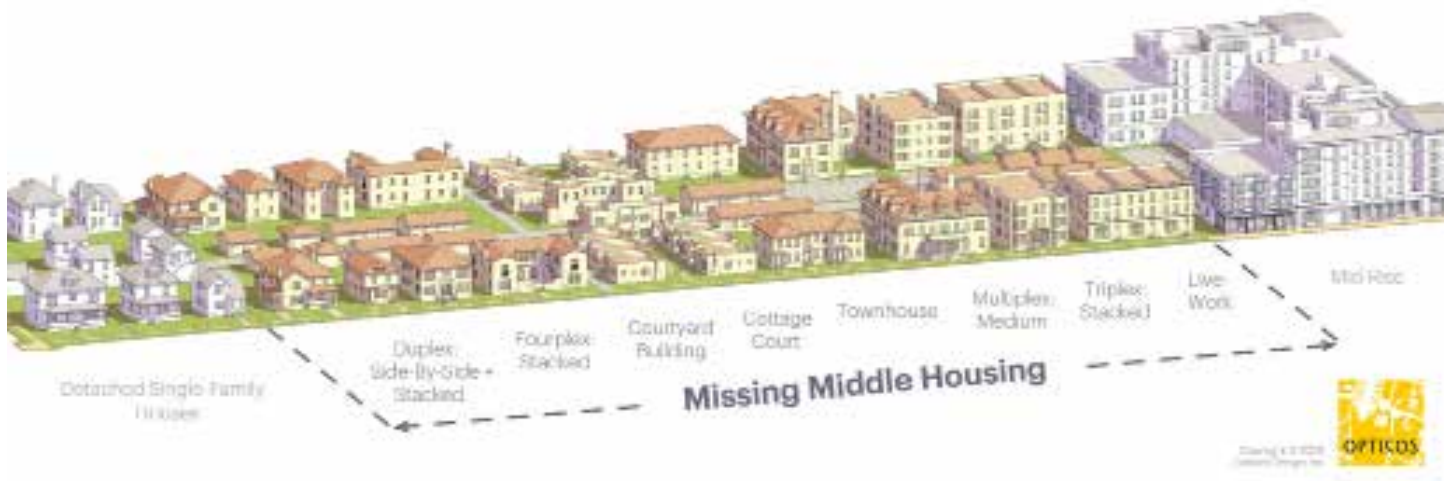 Detached Single-Family
Houses
Duplex:
Side-By-Side +
Stacked
Fourplex:
Stacked
Courtyard
Building
Cottage
Court
Townhouse
Multiplex:
Medium
Triplex:
Stacked
Live-
Work
Mid-Rise
Missing Middle Housing
OPTICOS